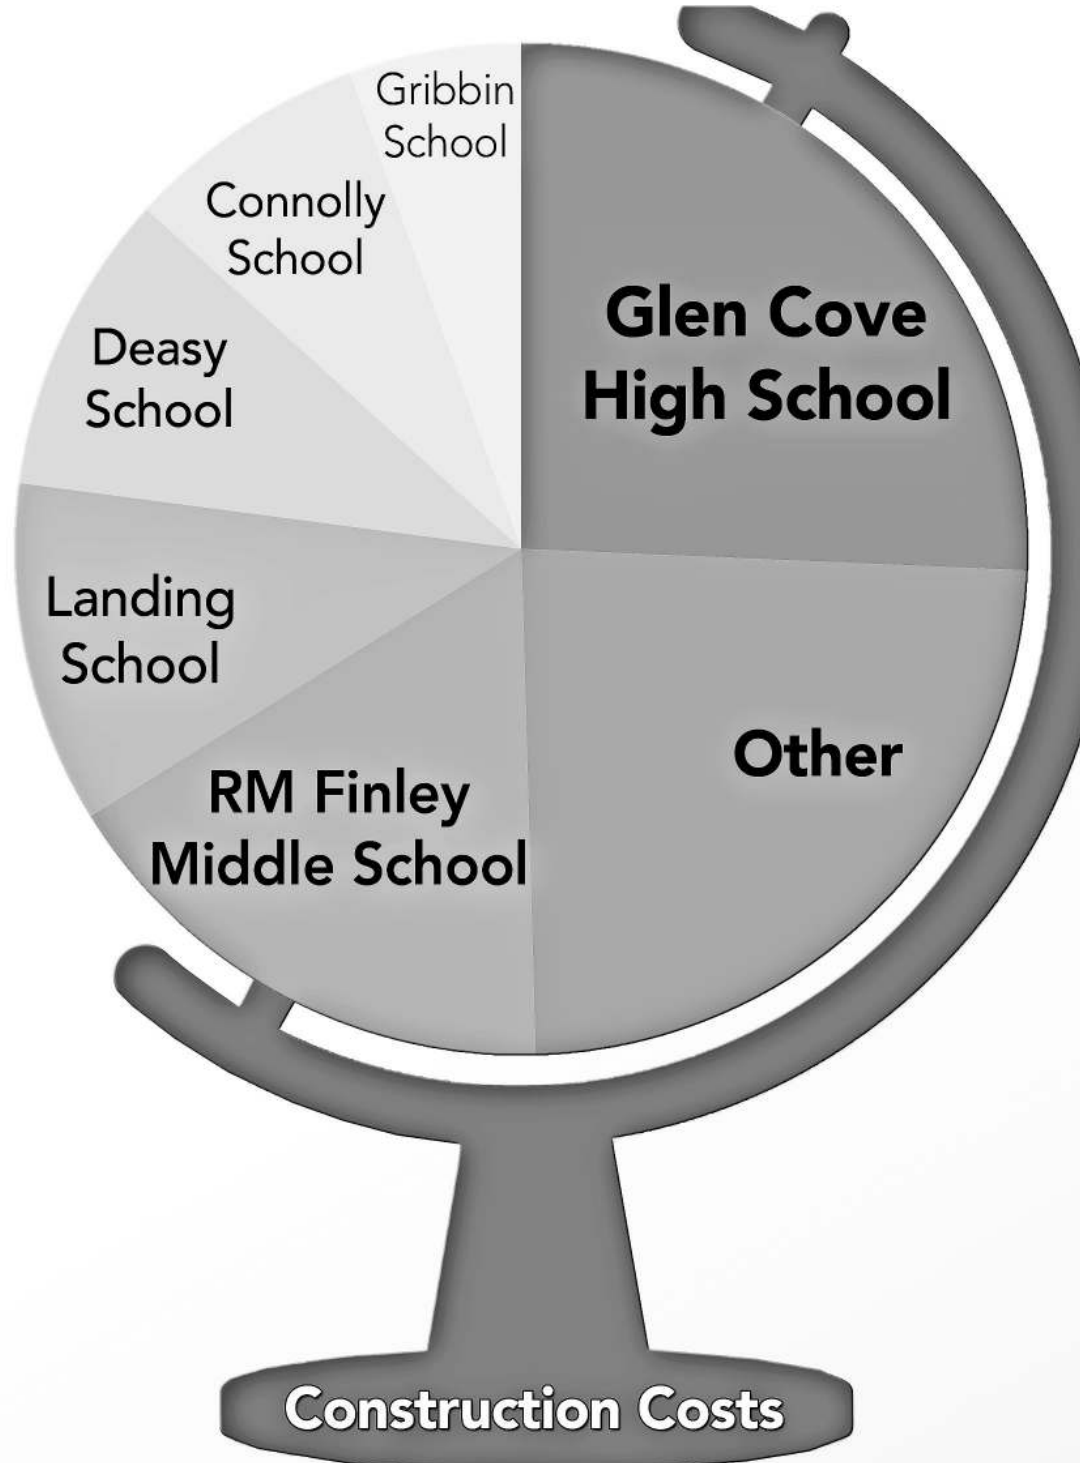 Gribbin
School
Connolly
School
Glen Cove
High School
Deasy
School
Landing
School
Other
RM Finley
Middle School
Construction Costs